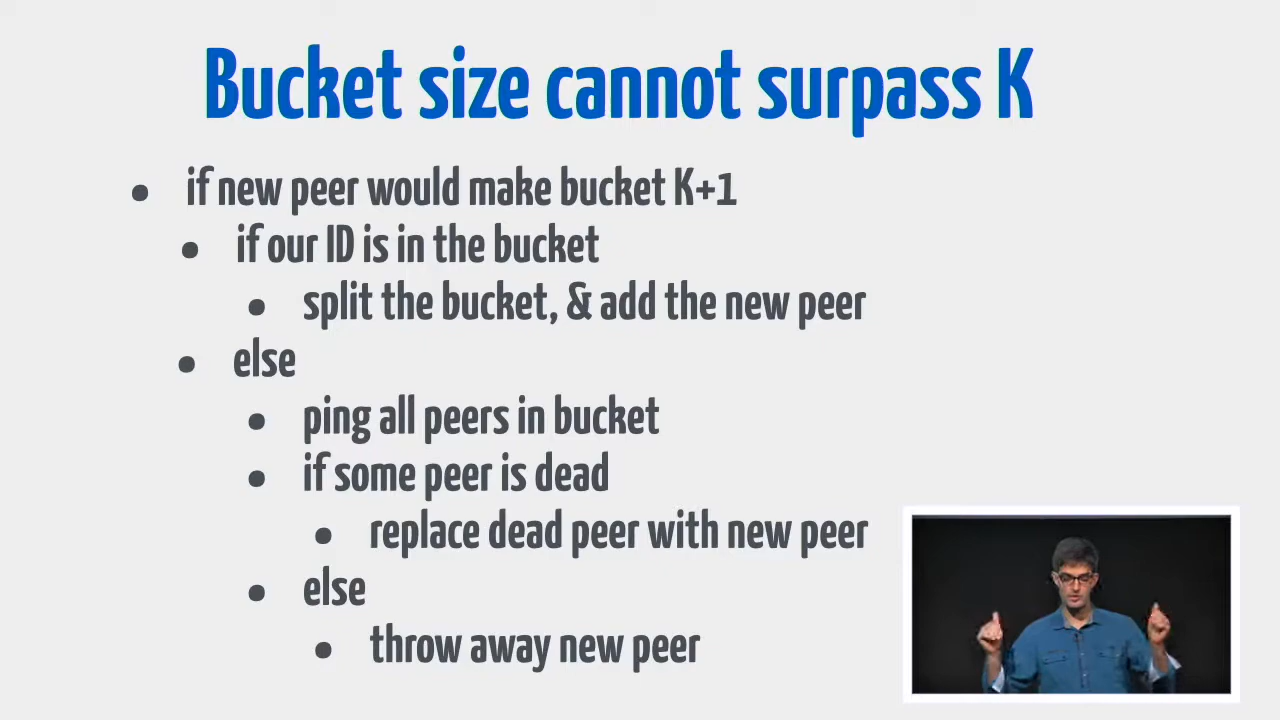 Bucket size cannot surpass K
• if new peer would make bucket K+1
• if our ID is in the bucket
• split the bucket, & add the new peer
• else
• ping all peers in bucket
• if some peer is dead
• replace dead peer with new peer
• else
• throw away new peer